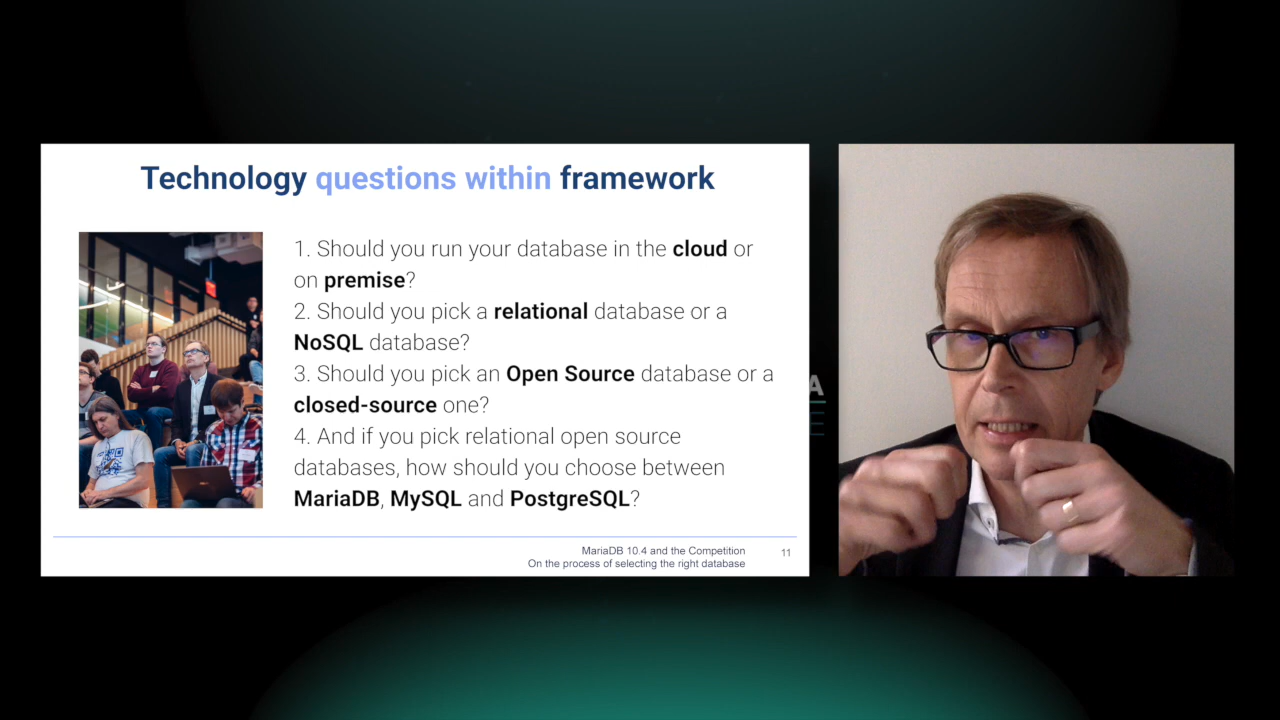 Technology questions within framework
1. Should you run your database in the cloud or
on premise?
2. Should you pick a relational database or a
NoSQL database?
3. Should you pick an Open Source database or a
closed-source one?
4. And if you pick relational open source
databases, how should you choose between
MariaDB, MySQL and PostgreSQL?
MariaDB 10.4 and the Competition
On the process of selecting the right database
11
A